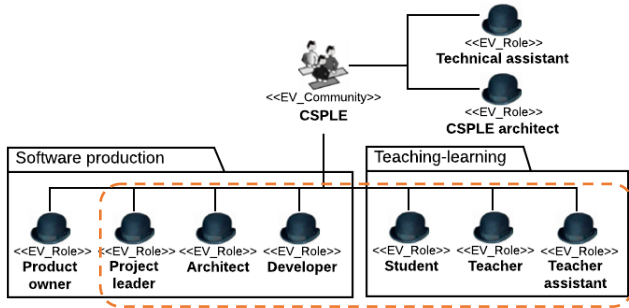 <<EV_Role>>
Technical assistant
<<EV_Community>>
CSPLE
<<EV_Role>>
CSPLE architect
Software production
Teaching-learning
<<EV_Role>>
Product
owner
<<EV_Role>>
Project
leader
<<EV_Role>>
Architect
<<EV_Role>>
Developer
<<EV_Role>>
Student
<<EV_Role>>
Teacher
<<EV_Role>>
Teacher
assistant